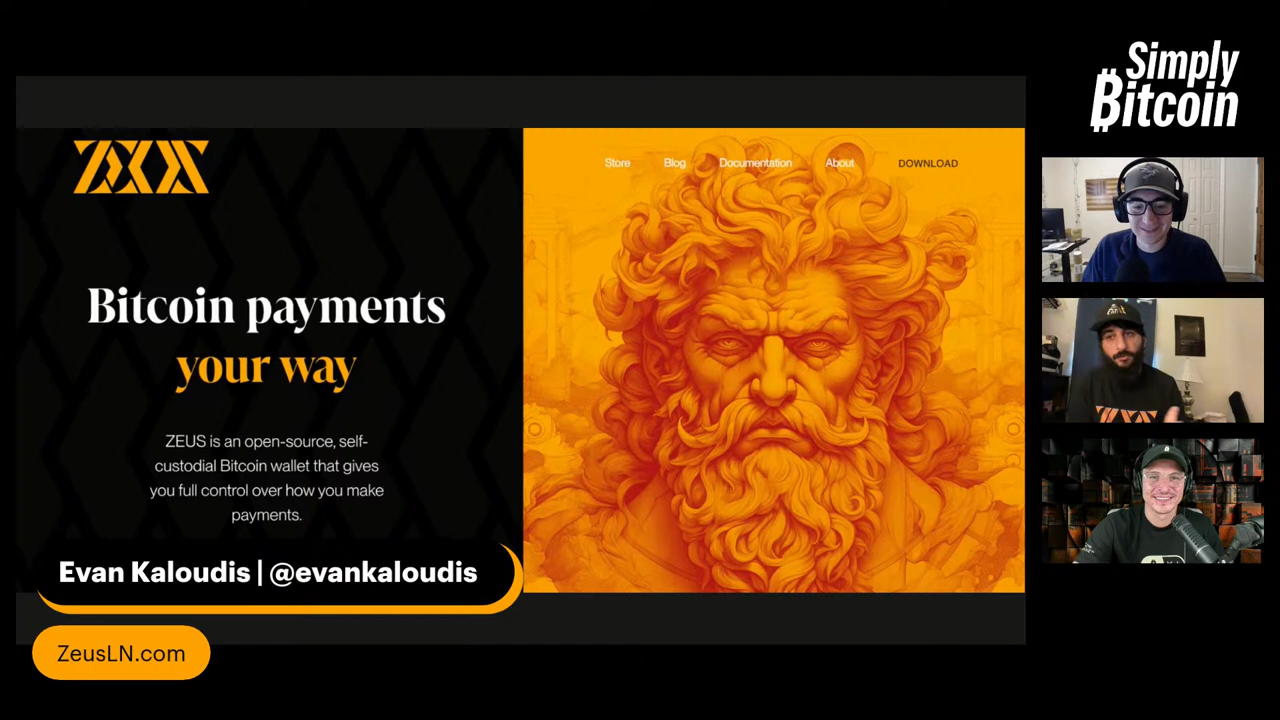 Simply
Bitcoin
ZEUS
Store Blog Documentation About DOWNLOAD
Bitcoin payments
your way
ZEUS is an open-source, self-
custodial Bitcoin wallet that gives
you full control over how you make
payments.
Evan Kaloudis | @evankaloudis
ZeusLN.com